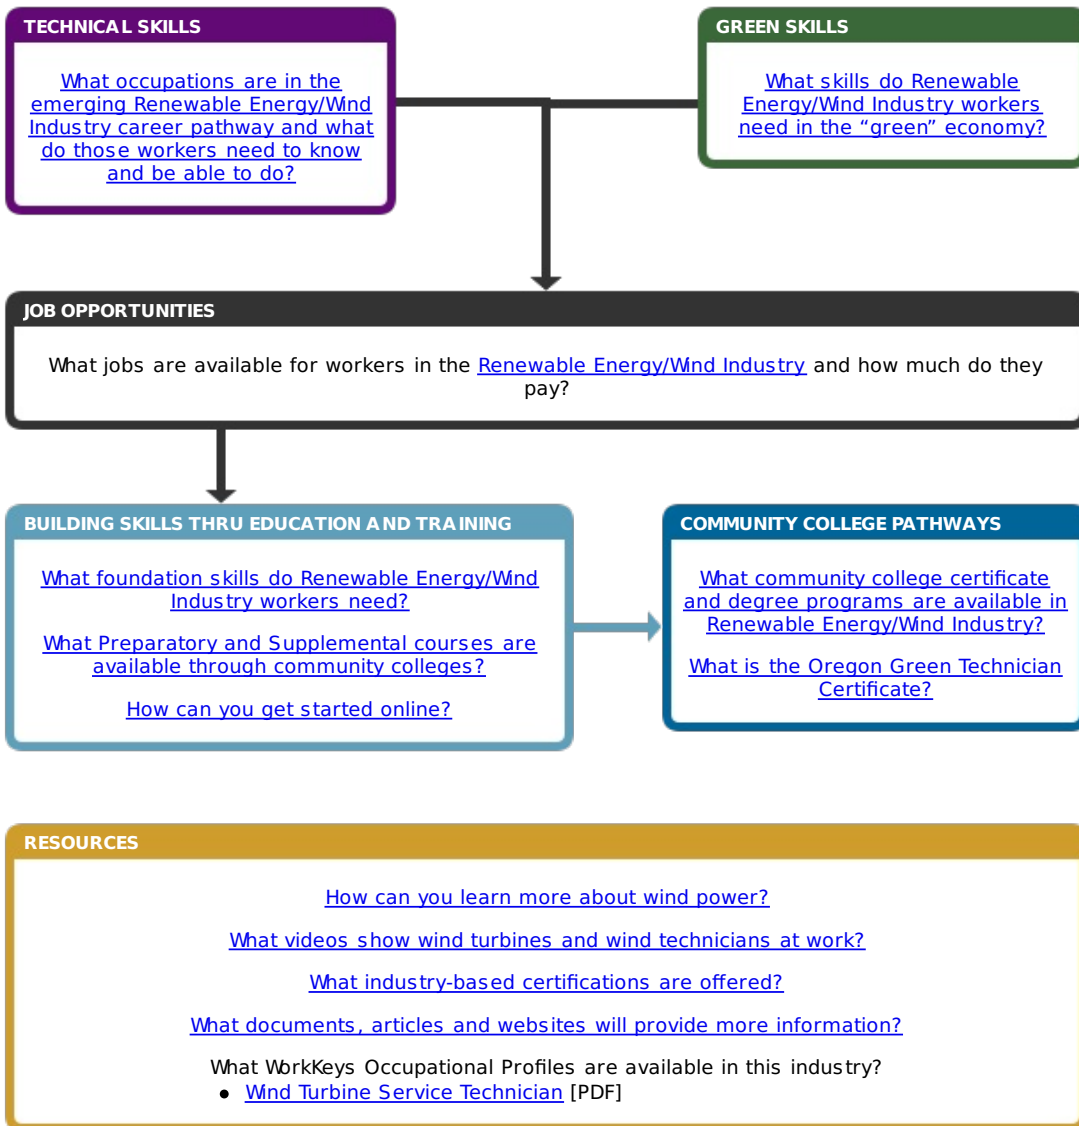 TECHNICAL SKILLS
What occupations are in the
emerging Renewable Energy/Wind
Industry career pathway and what
do those workers need to know
and be able to do?
GREEN SKILLS
What skills do Renewable
Energy/Wind Industry workers
need in the “green” economy?
JOB OPPORTUNITIES
What jobs are available for workers in the Renewable Energy/Wind Industry and how much do they
pay?
BUILDING SKILLS THRU EDUCATION AND TRAINING
What foundation skills do Renewable Energy/Wind
Industry workers need?
What Preparatory and Supplemental courses are
available through community colleges?
How can you get started online?
COMMUNITY COLLEGE PATHWAYS
What community college certificate
and degree programs are available in
Renewable Energy/Wind Industry?
What is the Oregon Green Technician
Certificate?
RESOURCES
How can you learn more about wind power?
What videos show wind turbines and wind technicians at work?
What industry-based certifications are offered?
What documents, articles and websites will provide more information?
What WorkKeys Occupational Profiles are available in this industry?
● Wind Turbine Service Technician [PDF]